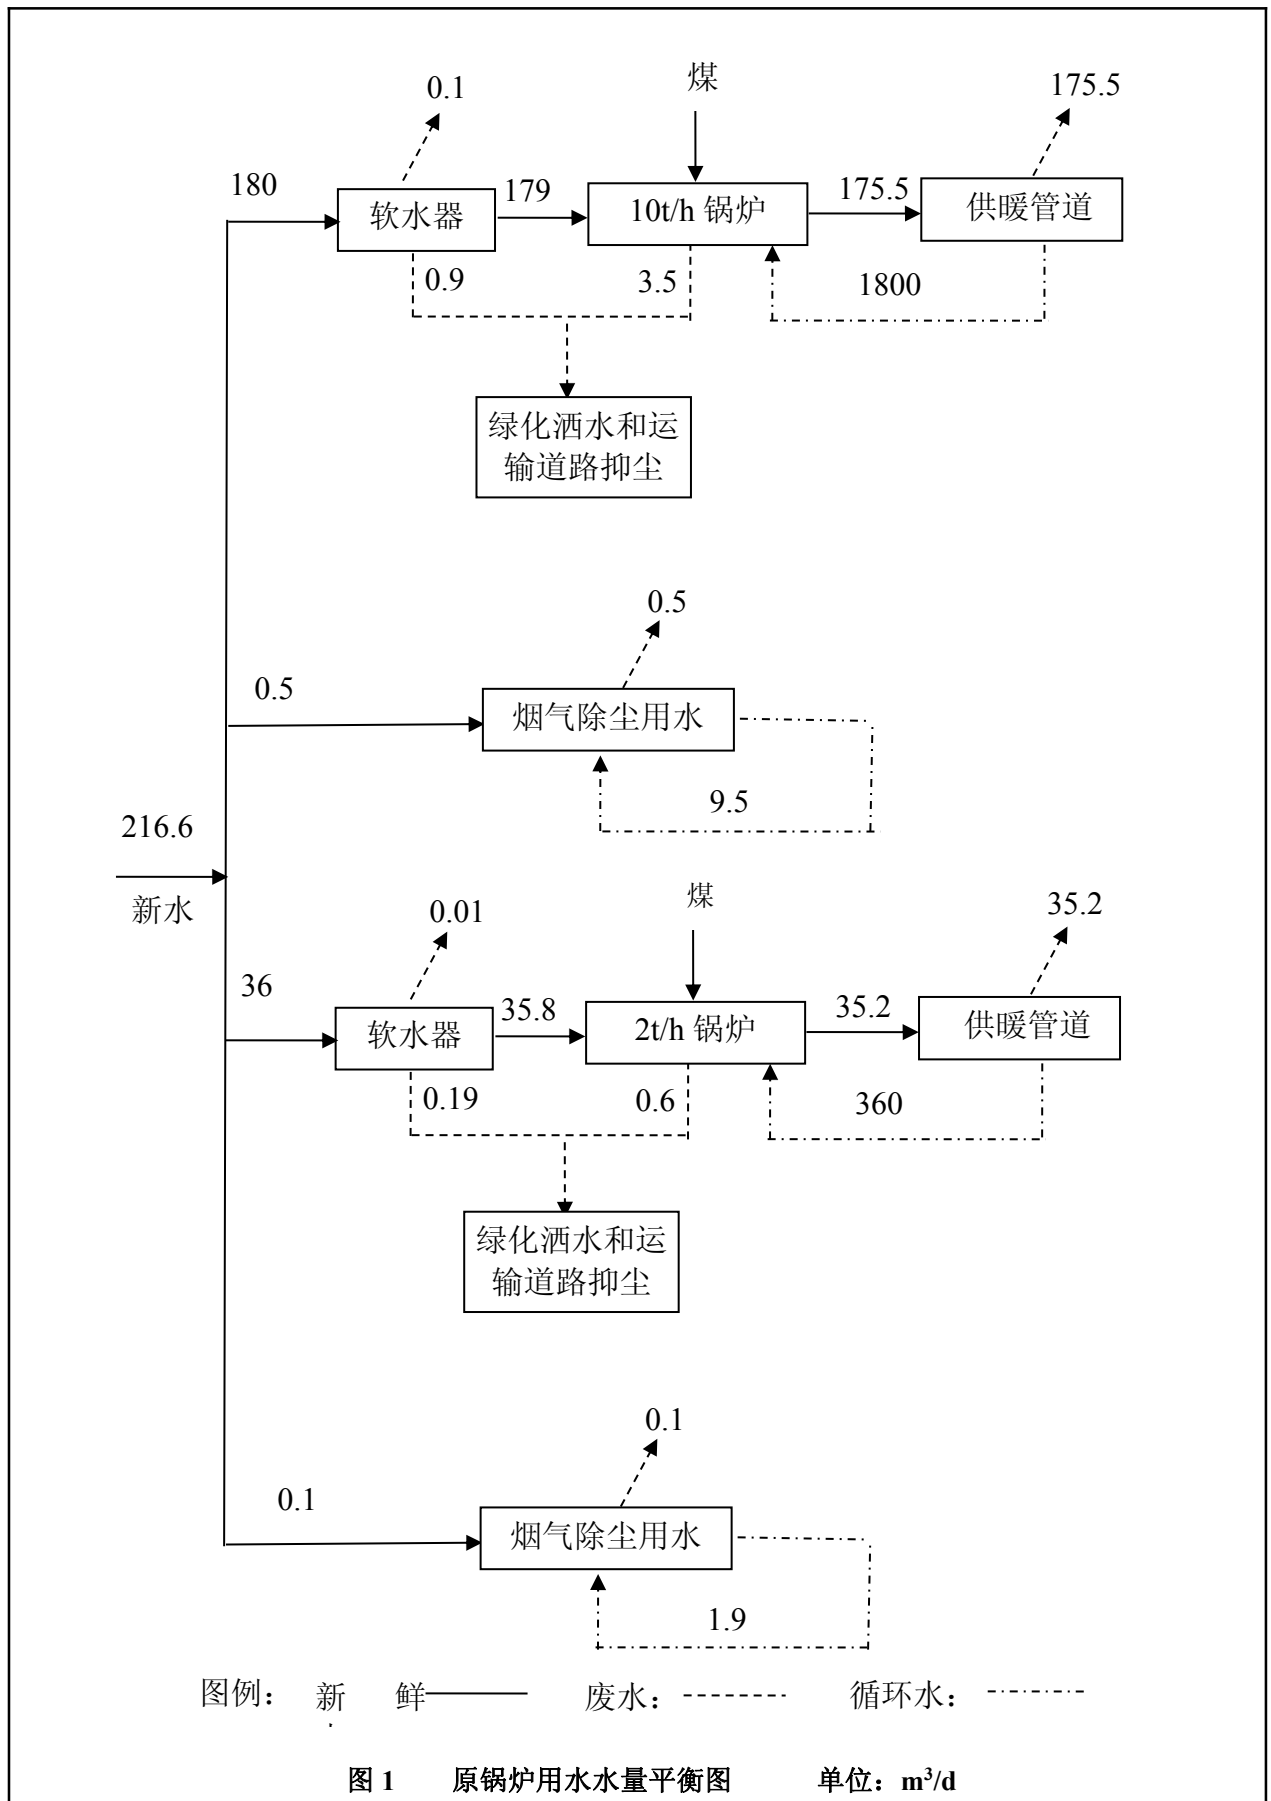 煤
0.1
175.5
180
软水器
179
10t/h 锅炉
175.5
供暖管道
0.9
3.5
1800
绿化洒水和运
输道路抑尘
0.5
0.5
烟气除尘用水
9.5
216.6
新水
煤
0.01
35.2
36
软水器
35.8
2t/h 锅炉
35.2
供暖管道
0.19
0.6
360
绿化洒水和运
输道路抑尘
0.1
0.1
烟气除尘用水
1.9
图例： 新 鲜 废水： 循环水：
图 1 原锅炉用水水量平衡图 单位：m³/d